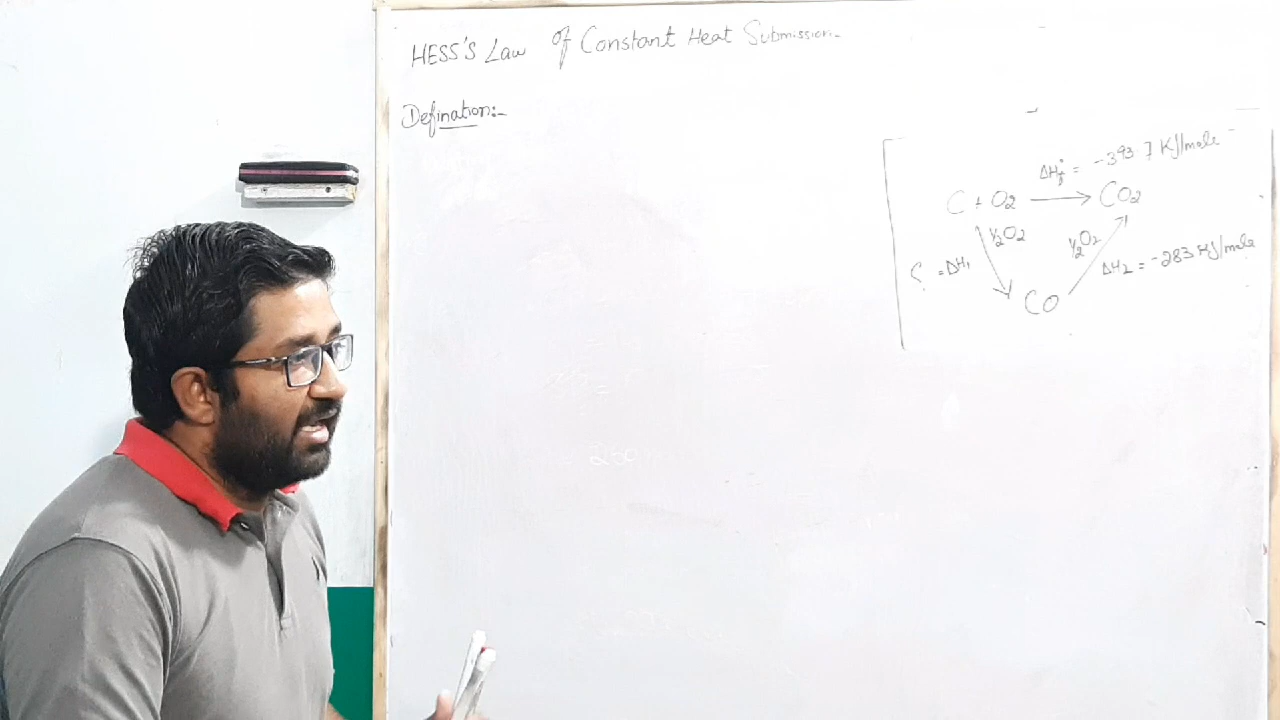 HESS'S Law of Constant Heat Submission:-
Defination:-
ΔHf° = -393.7 KJ/mole
C + O2 → CO2
½O2
½O2
= ΔH1
ΔH2 = -283 KJ/mole
CO